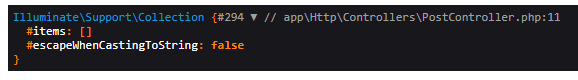 Illuminate\Support\Collection {#294 ▼ // app\Http\Controllers\PostController.php:11
  #items: []
  #escapeWhenCastingToString: false
}